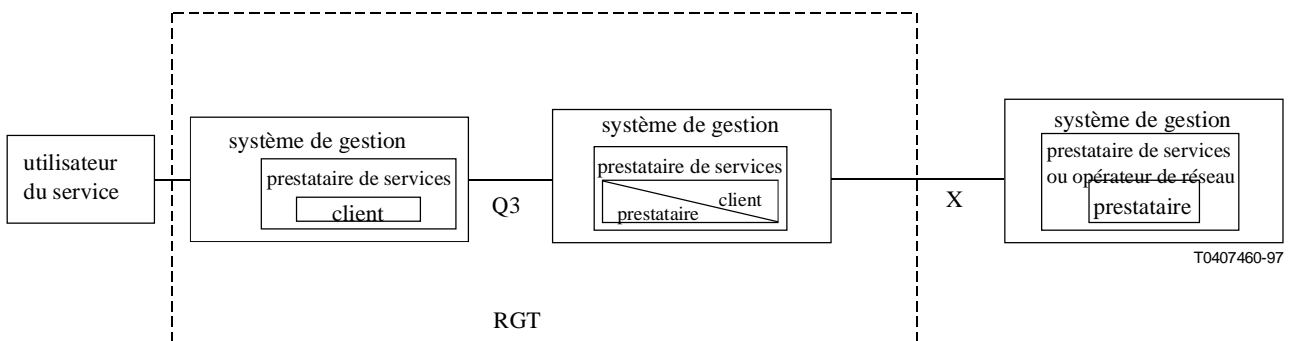 utilisateur
du service
système de gestion
prestataire de services
client
Q3
système de gestion
prestataire de services
client
prestataire
X
système de gestion
prestataire de services
ou opérateur de réseau
prestataire
T0407460-97
RGT